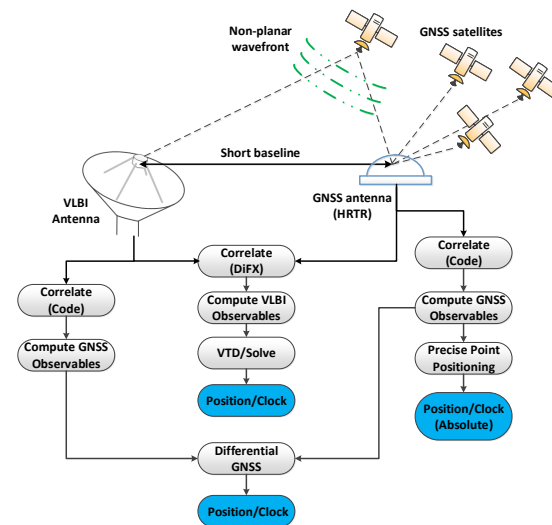 Non-planar
wavefront
GNSS satellites
Short baseline
VLBI
Antenna
GNSS antenna
(HRTR)
Correlate
(DiFX)
Correlate
(Code)
Correlate
(Code)
Compute VLBI
Observables
Compute GNSS
Observables
Compute GNSS
Observables
VTD/Solve
Precise Point
Positioning
Position/Clock
Position/Clock
(Absolute)
Differential
GNSS
Position/Clock